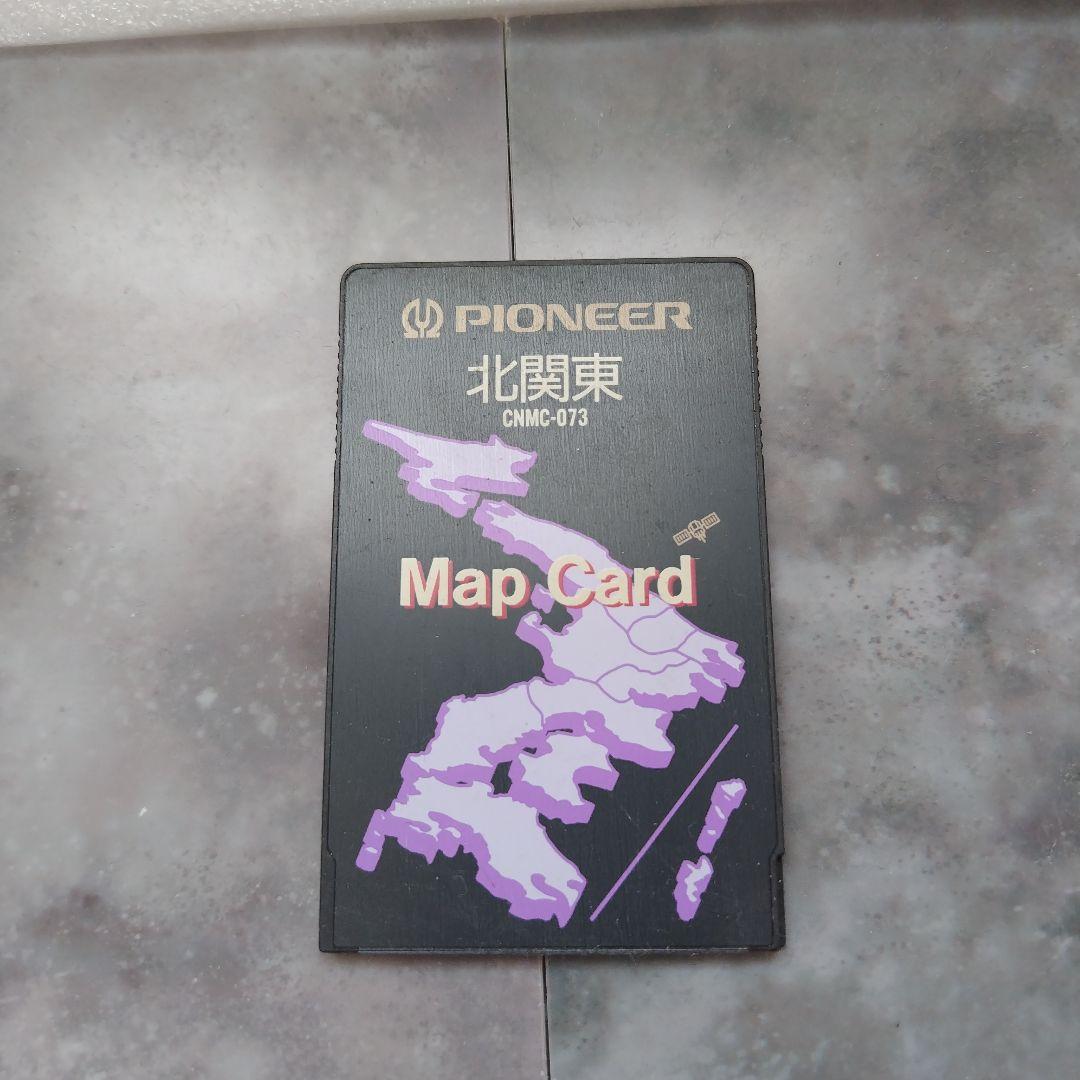 PIONEER
北関東
CNMC-073
Map Card